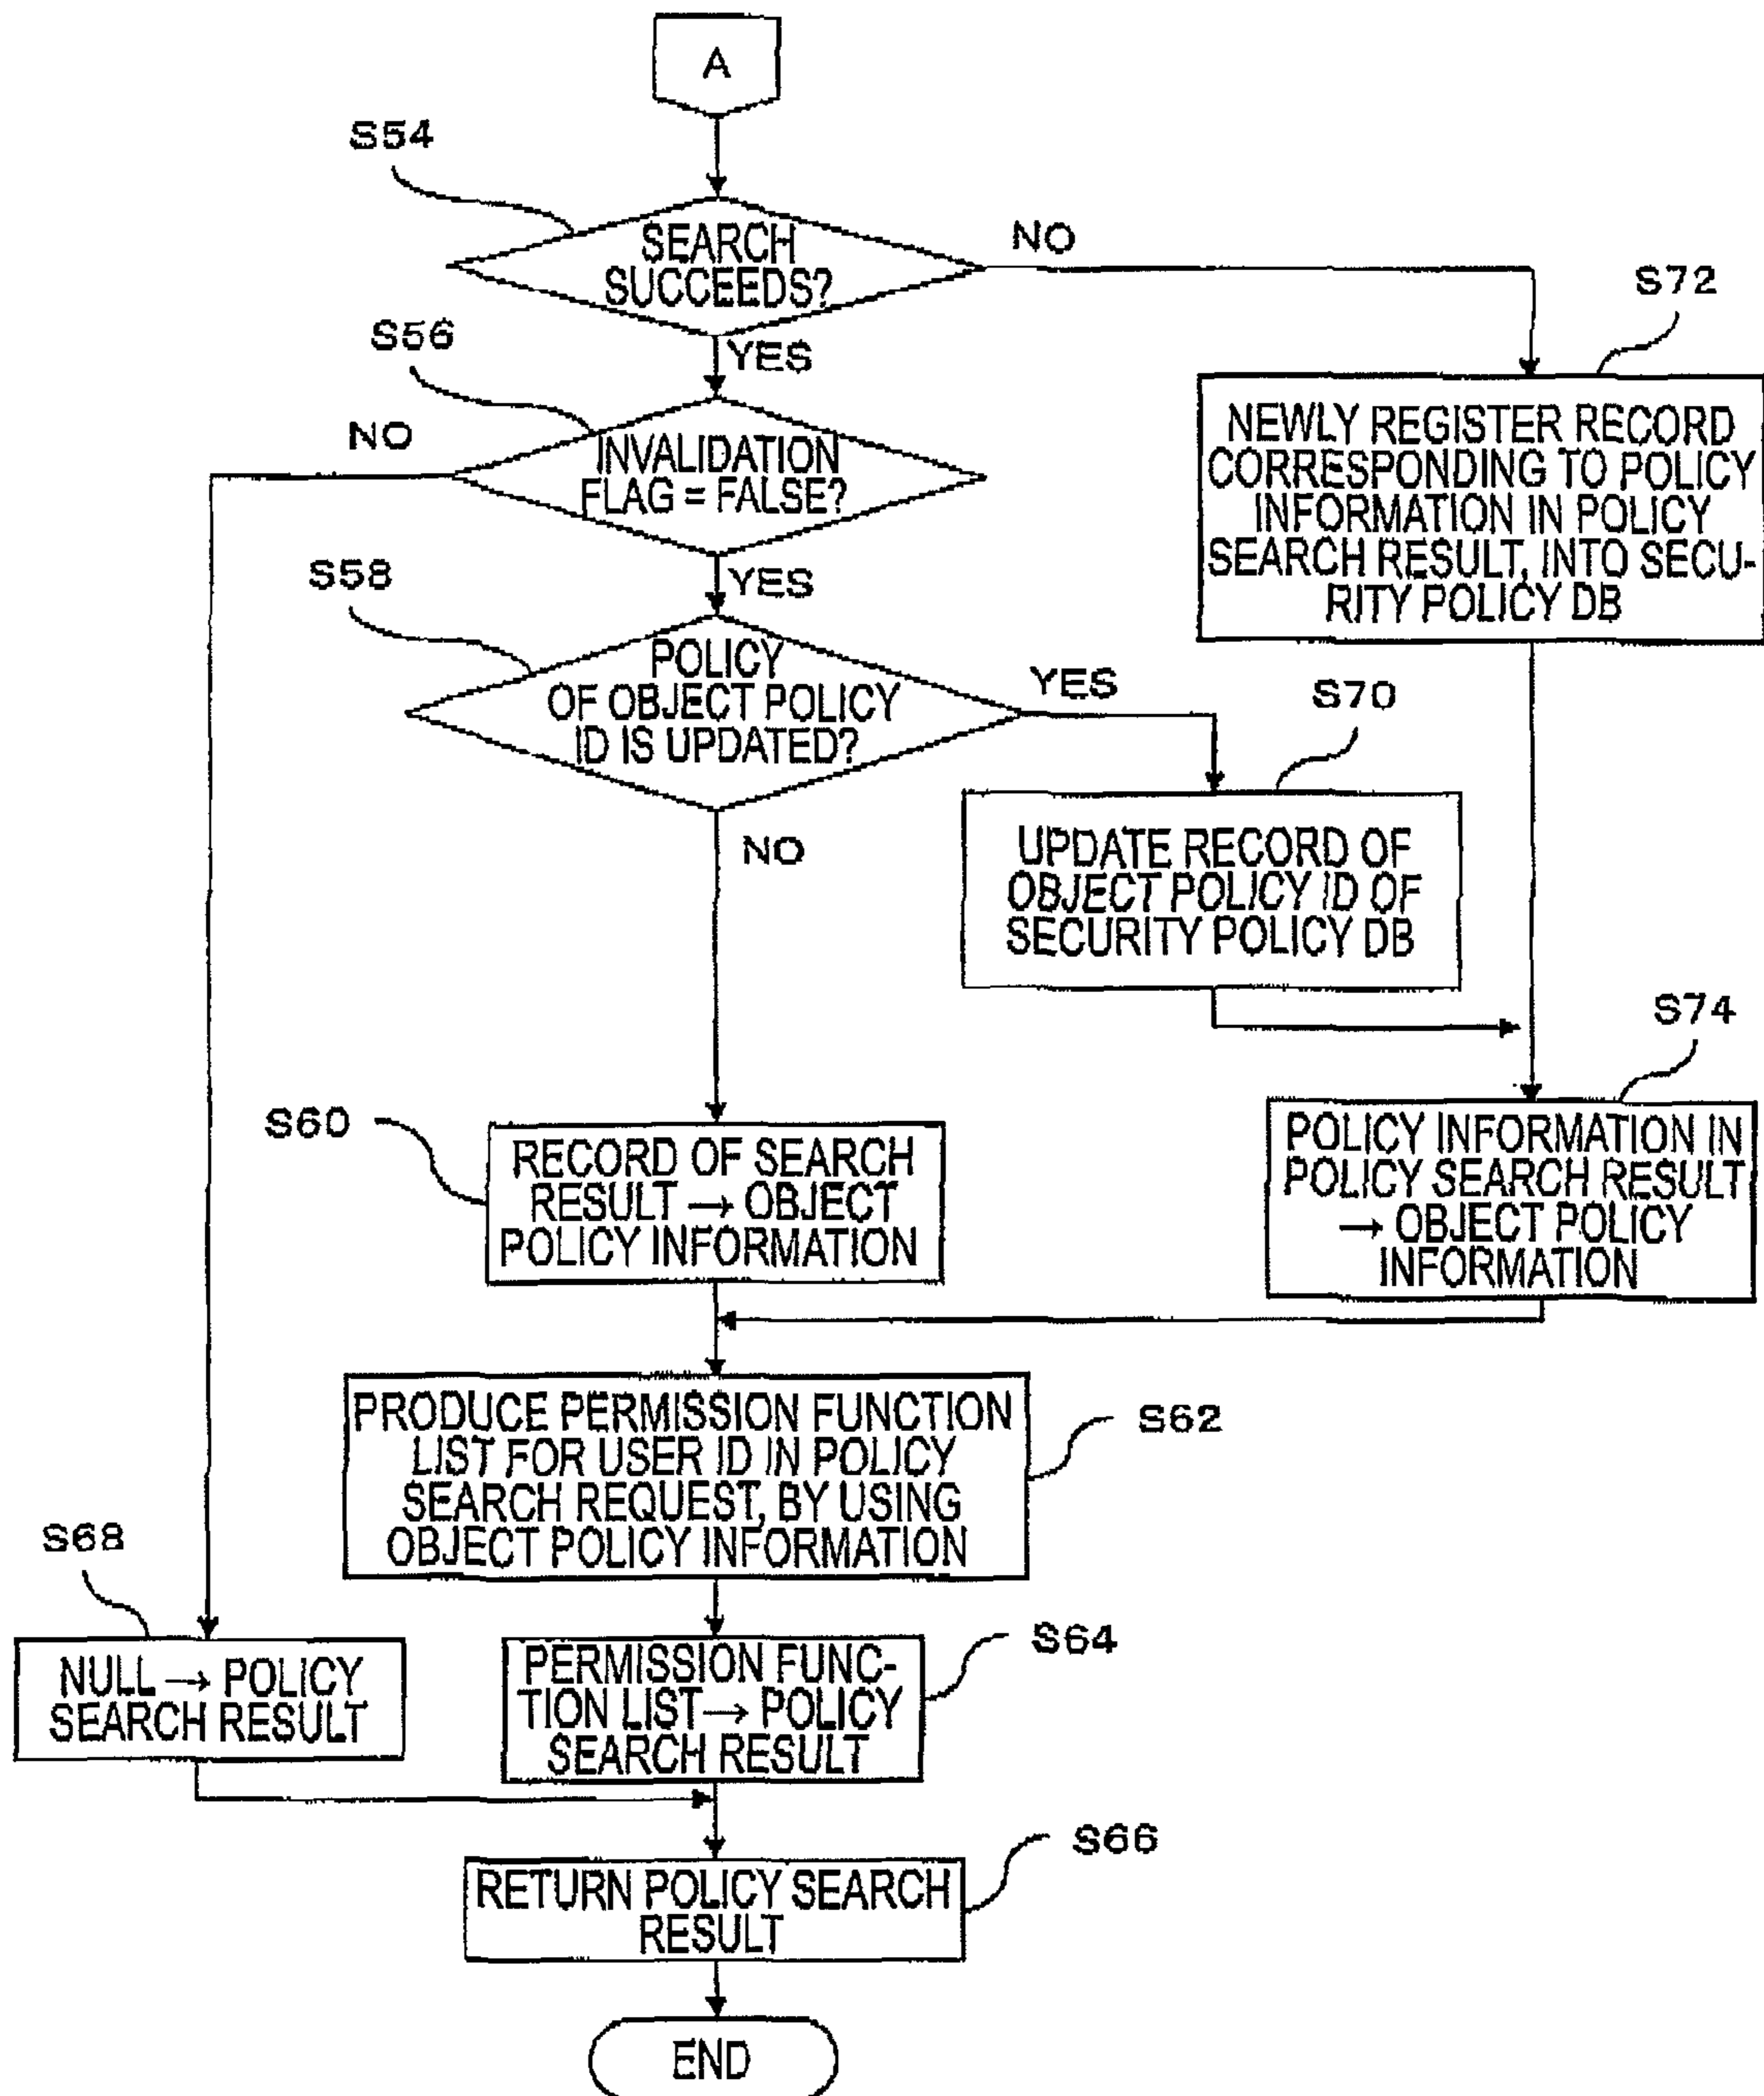 A
S54
SEARCH
SUCCEEDS?
NO
YES
S72
NEWLY REGISTER RECORD
CORRESPONDING TO POLICY
INFORMATION IN POLICY
SEARCH RESULT, INTO SECU-
RITY POLICY DB
S56
NO
INVALIDATION
FLAG = FALSE?
YES
S58
POLICY
OF OBJECT POLICY
ID IS UPDATED?
YES
NO
S70
UPDATE RECORD OF
OBJECT POLICY ID OF
SECURITY POLICY DB
S74
POLICY INFORMATION IN
POLICY SEARCH RESULT
→ OBJECT POLICY
INFORMATION
S60
RECORD OF SEARCH
RESULT → OBJECT
POLICY INFORMATION
S62
PRODUCE PERMISSION FUNCTION
LIST FOR USER ID IN POLICY
SEARCH REQUEST, BY USING
OBJECT POLICY INFORMATION
S68
NULL → POLICY
SEARCH RESULT
S64
PERMISSION FUNC-
TION LIST → POLICY
SEARCH RESULT
S66
RETURN POLICY SEARCH
RESULT
END